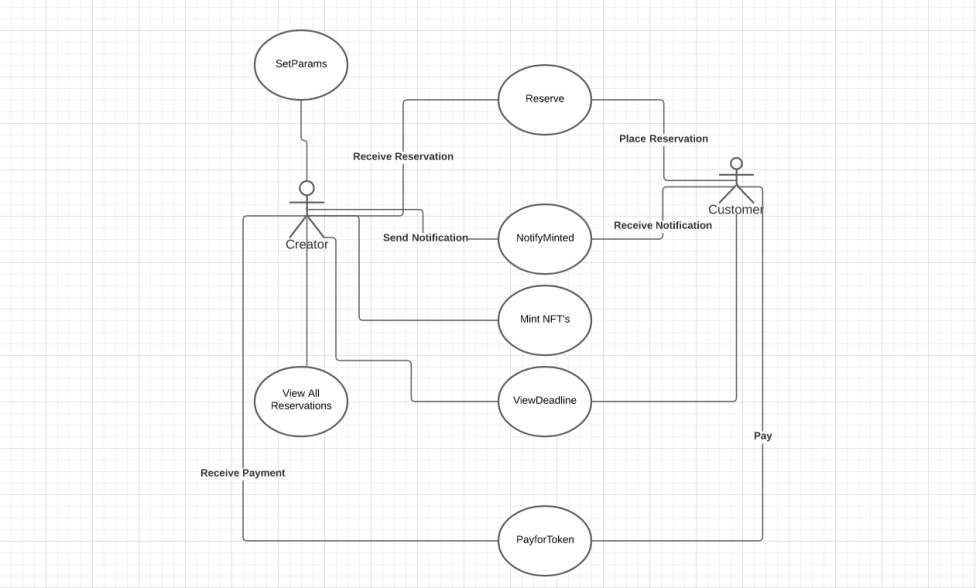 SetParams
Reserve
Place Reservation
Receive Reservation
Customer
Receive Notification
Send Notification
NotifyMinted
Creator
Mint NFT's
View All
Reservations
ViewDeadline
Pay
Receive Payment
PayforToken